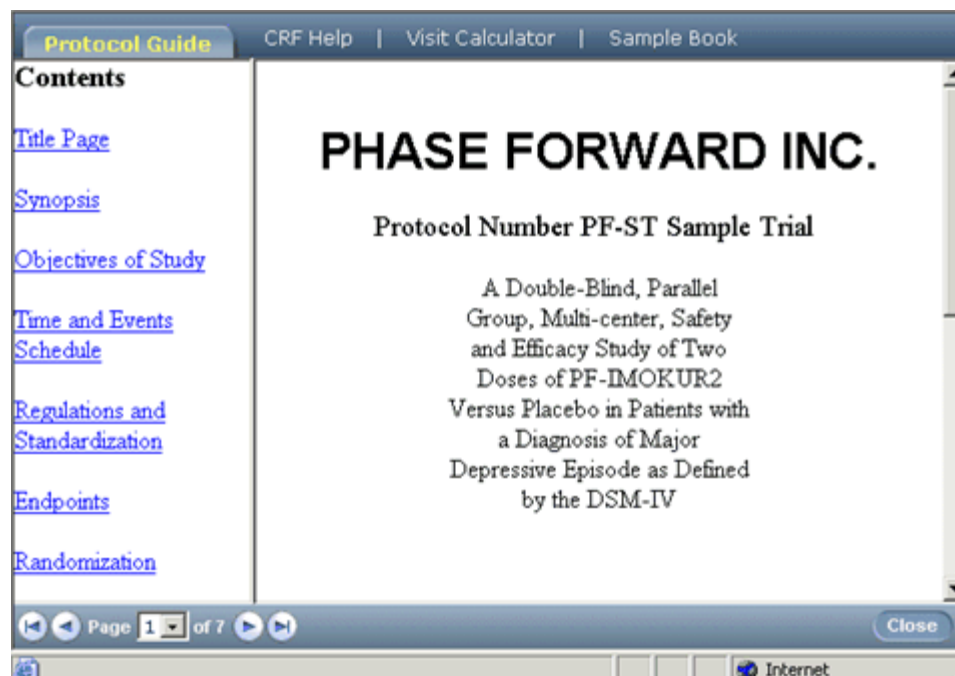 Protocol Guide CRF Help | Visit Calculator | Sample Book
Contents
Title Page
Synopsis
Objectives of Study
Time and Events
Schedule
Regulations and
Standardization
Endpoints
Randomization
PHASE FORWARD INC.
Protocol Number PF-ST Sample Trial
A Double-Blind, Parallel
Group, Multi-center, Safety
and Efficacy Study of Two
Doses of PF-IMOKUR2
Versus Placebo in Patients with
a Diagnosis of Major
Depressive Episode as Defined
by the DSM-IV
Page 1 of 7 Close
Internet